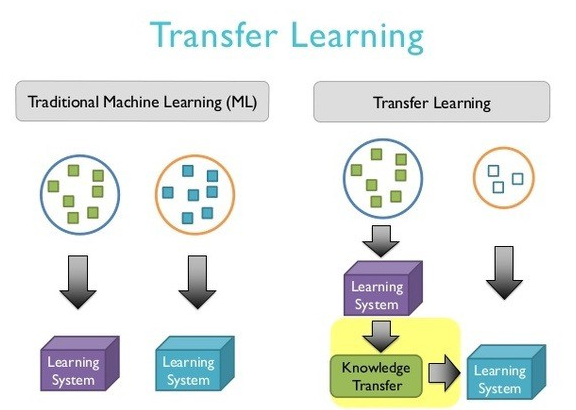 Transfer Learning
Traditional Machine Learning (ML)
Transfer Learning
Learning
System
Learning
System
Learning
System
Knowledge
Transfer
Learning
System